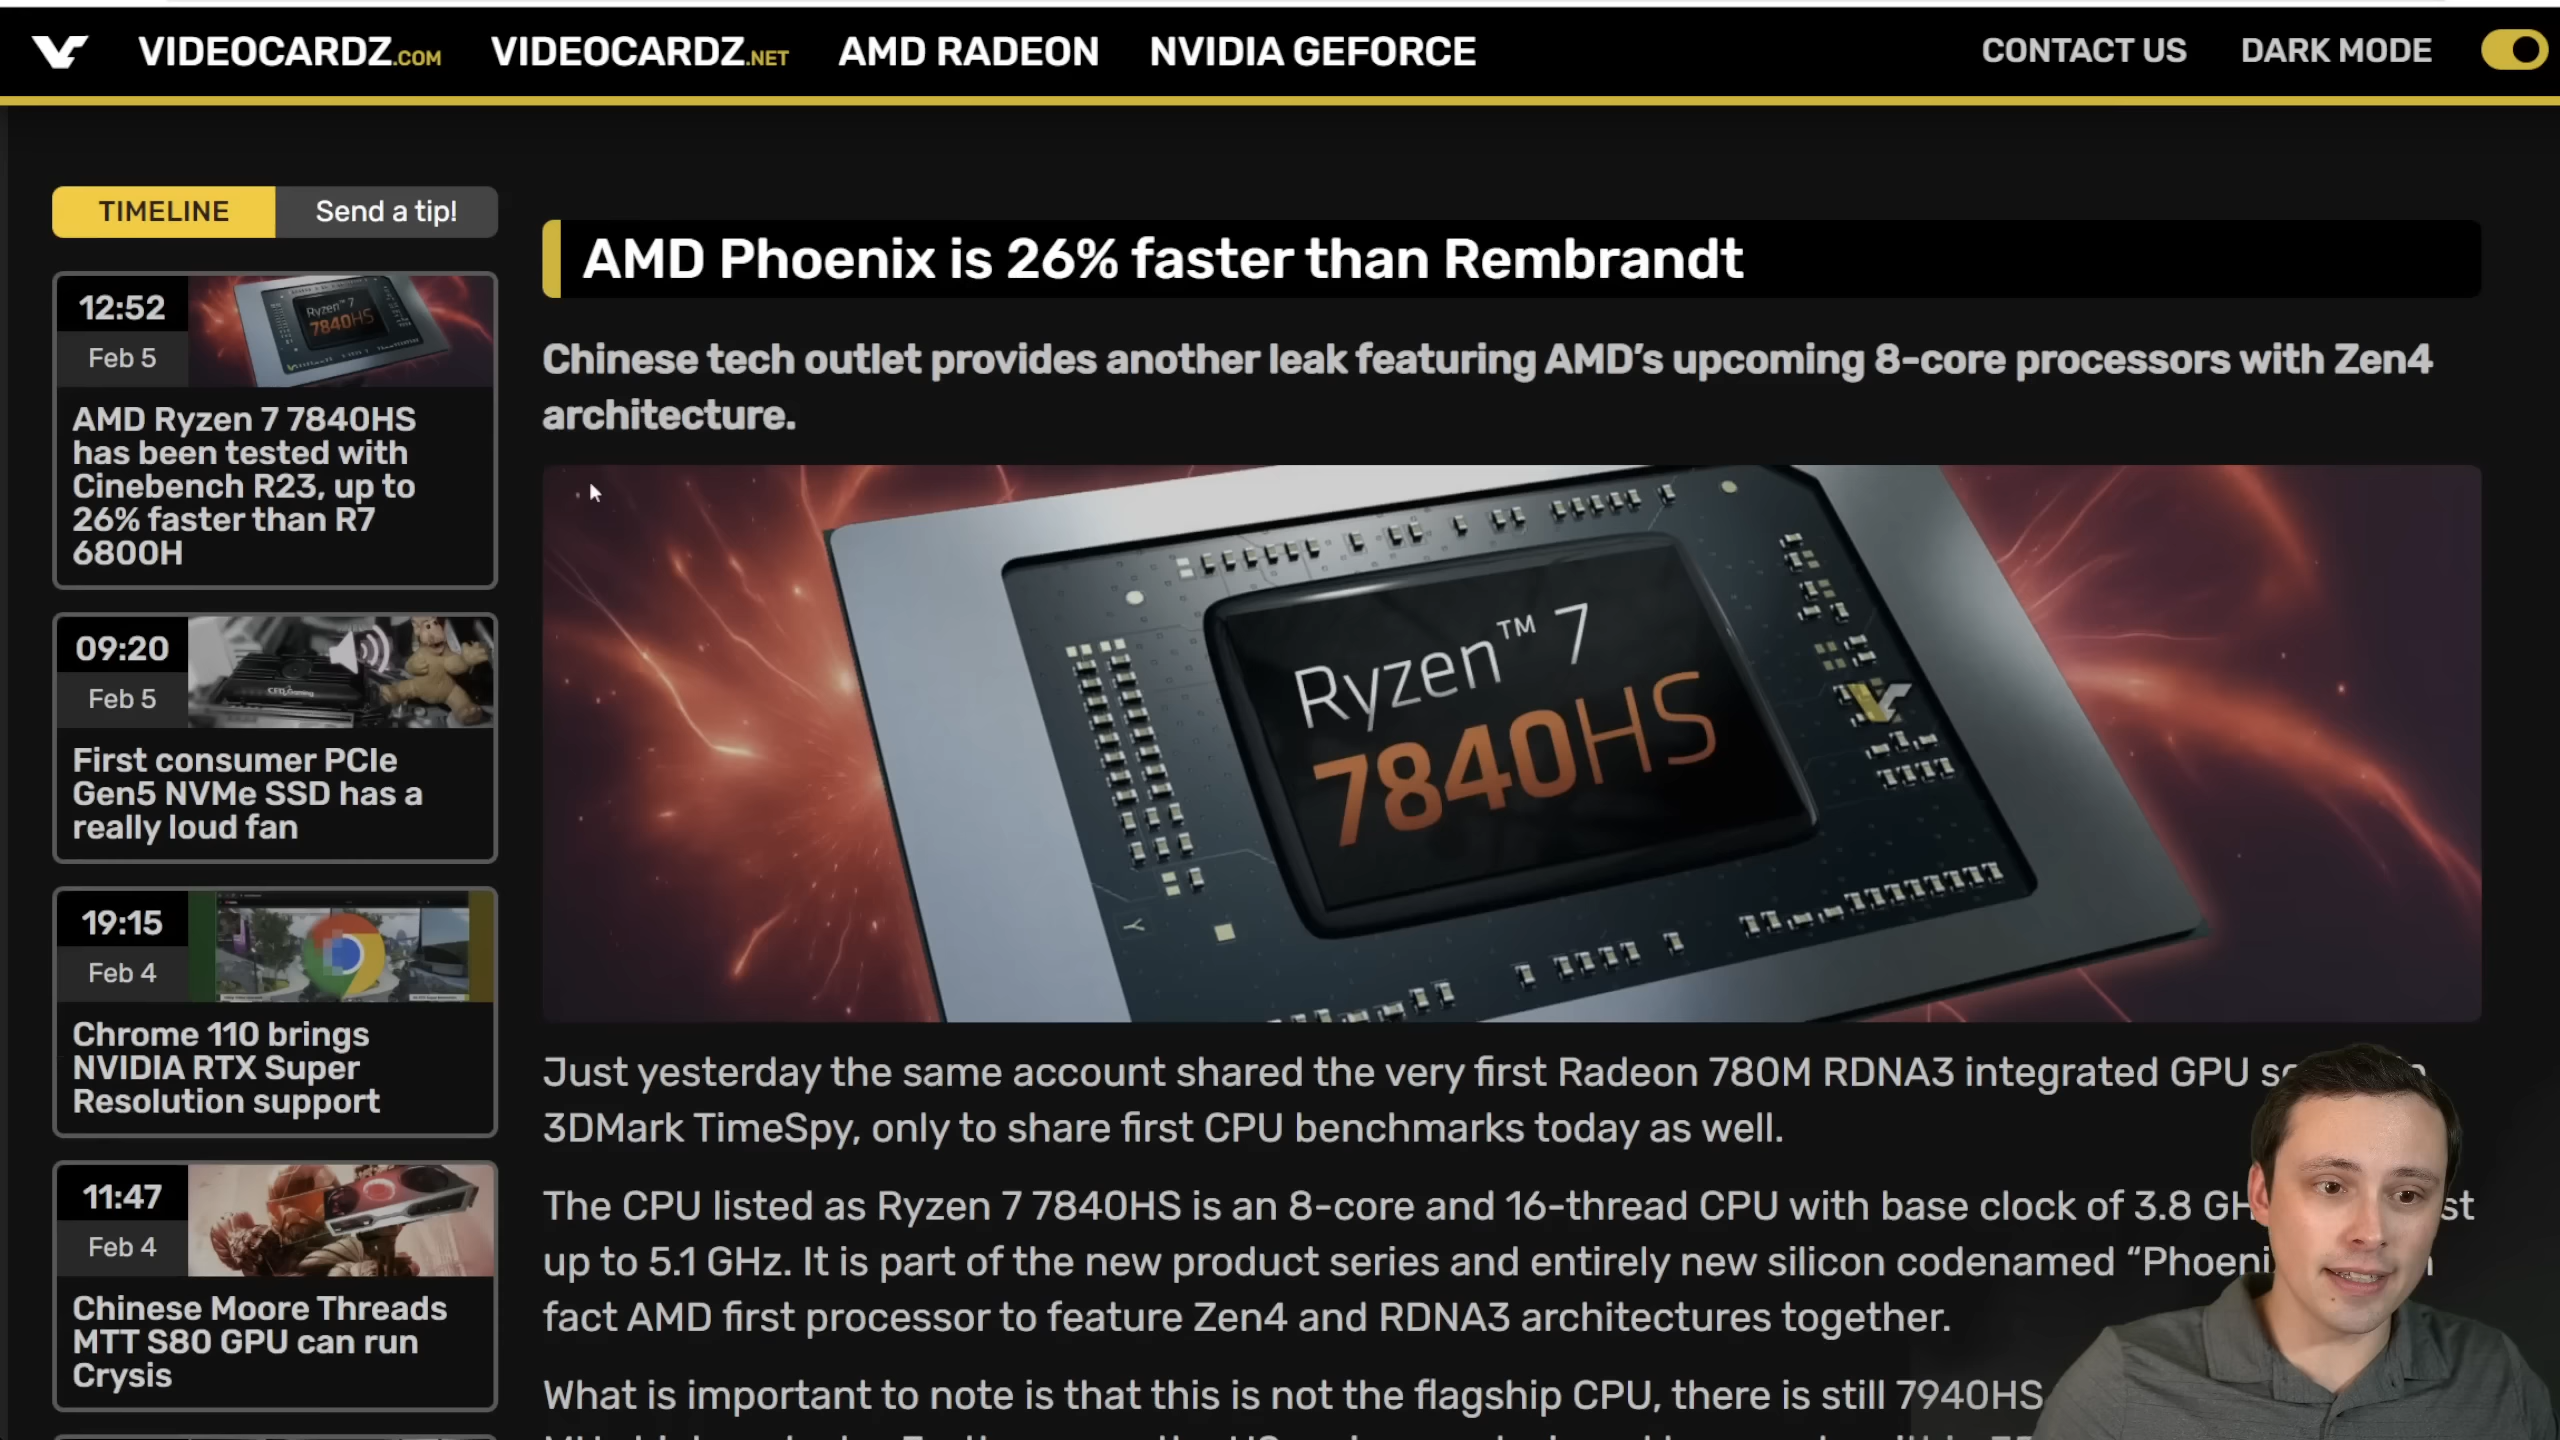 VIDEOCARDZ.COM VIDEOCARDZ.NET AMD RADEON NVIDIA GEFORCE CONTACT US DARK MODE
TIMELINE Send a tip!
12:52
Feb 5
Ryzen™ 7
7840HS
AMD Ryzen 7 7840HS
has been tested with
Cinebench R23, up to
26% faster than R7
6800H
09:20
Feb 5
First consumer PCIe
Gen5 NVMe SSD has a
really loud fan
19:15
Feb 4
Chrome 110 brings
NVIDIA RTX Super
Resolution support
11:47
Feb 4
Chinese Moore Threads
MTT S80 GPU can run
Crysis
AMD Phoenix is 26% faster than Rembrandt
Chinese tech outlet provides another leak featuring AMD’s upcoming 8-core processors with Zen4
architecture.
Ryzen™ 7
7840HS
Just yesterday the same account shared the very first Radeon 780M RDNA3 integrated GPU
3DMark TimeSpy, only to share first CPU benchmarks today as well.
The CPU listed as Ryzen 7 7840HS is an 8-core and 16-thread CPU with base clock of 3.8
up to 5.1 GHz. It is part of the new product series and entirely new silicon codenamed
fact AMD first processor to feature Zen4 and RDNA3 architectures together.
What is important to note is that this is not the flagship CPU, there is still 7940HS